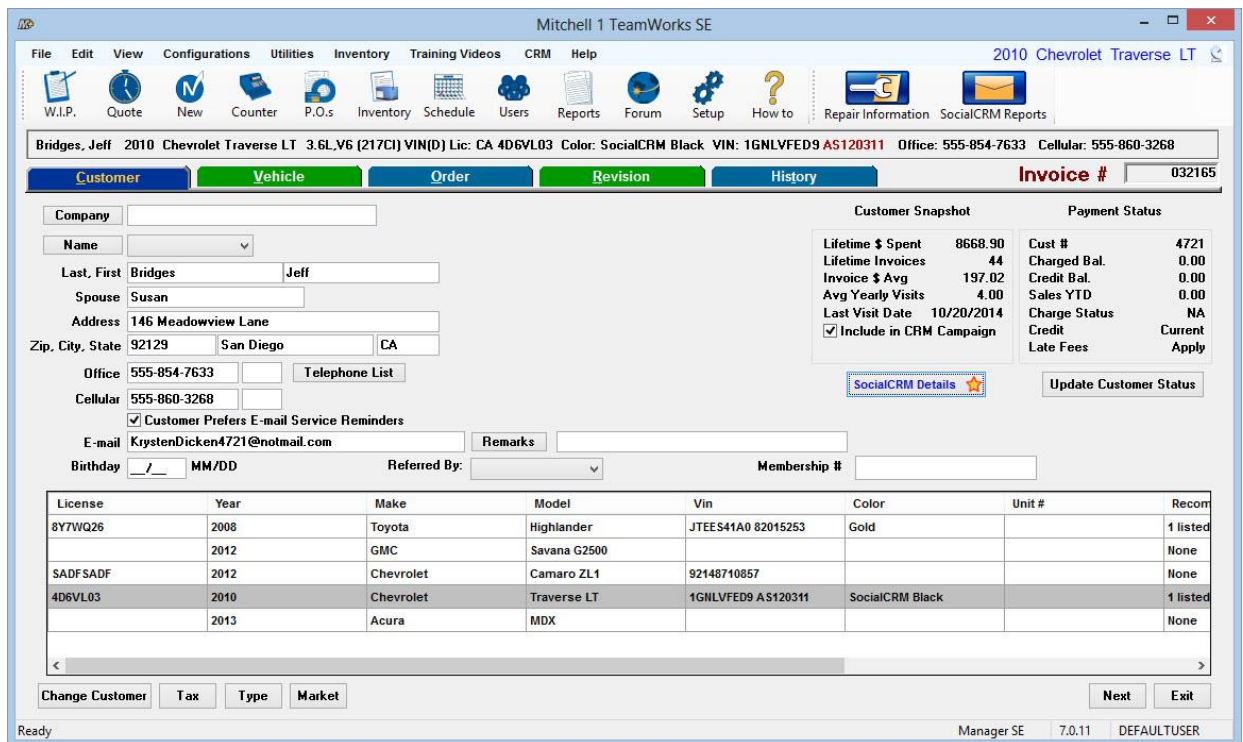 Mitchell 1 TeamWorks SE
File Edit View Configurations Utilities Inventory Training Videos CRM Help 2010 Chevrolet Traverse LT
W.I.P. Quote New Counter P.O.s Inventory Schedule Users Reports Forum Setup How to Repair Information SocialCRM Reports
Bridges, Jeff 2010 Chevrolet Traverse LT 3.6L,V6 (217CI) VIN(D) Lic: CA 4D6VL03 Color: SocialCRM Black VIN: 1GNLVFED9 AS120311 Office: 555-854-7633 Cellular: 555-860-3268
Customer Vehicle Order Revision History Invoice # 032165
Company Customer Snapshot Payment Status
Name Lifetime $ Spent 8668.90 Cust # 4721
Lifetime Invoices 44 Charged Bal. 0.00
Last, First Bridges Jeff Invoice $ Avg 197.02 Credit Bal. 0.00
Spouse Susan Avg Yearly Visits 4.00 Sales YTD 0.00
Address 146 Meadowview Lane Last Visit Date 10/20/2014 Charge Status NA
Include in CRM Campaign Credit Current
Zip, City, State 92129 San Diego CA Late Fees Apply
Office 555-854-7633 Telephone List SocialCRM Details Update Customer Status
Cellular 555-860-3268
Customer Prefers E-mail Service Reminders
E-mail KrystenDicken4721@notmail.com Remarks
Birthday __/__ MM/DD Referred By: Membership #
License Year Make Model Vin Color Unit # Recom
8Y7WQ26 2008 Toyota Highlander JTEES41A0 82015253 Gold 1 listed
2012 GMC Savana G2500 None
SADFSADF 2012 Chevrolet Camaro ZL1 92148710857 None
4D6VL03 2010 Chevrolet Traverse LT 1GNLVFED9 AS120311 SocialCRM Black 1 listed
2013 Acura MDX None
Change Customer Tax Type Market Next Exit
Ready Manager SE 7.0.11 DEFAULTUSER